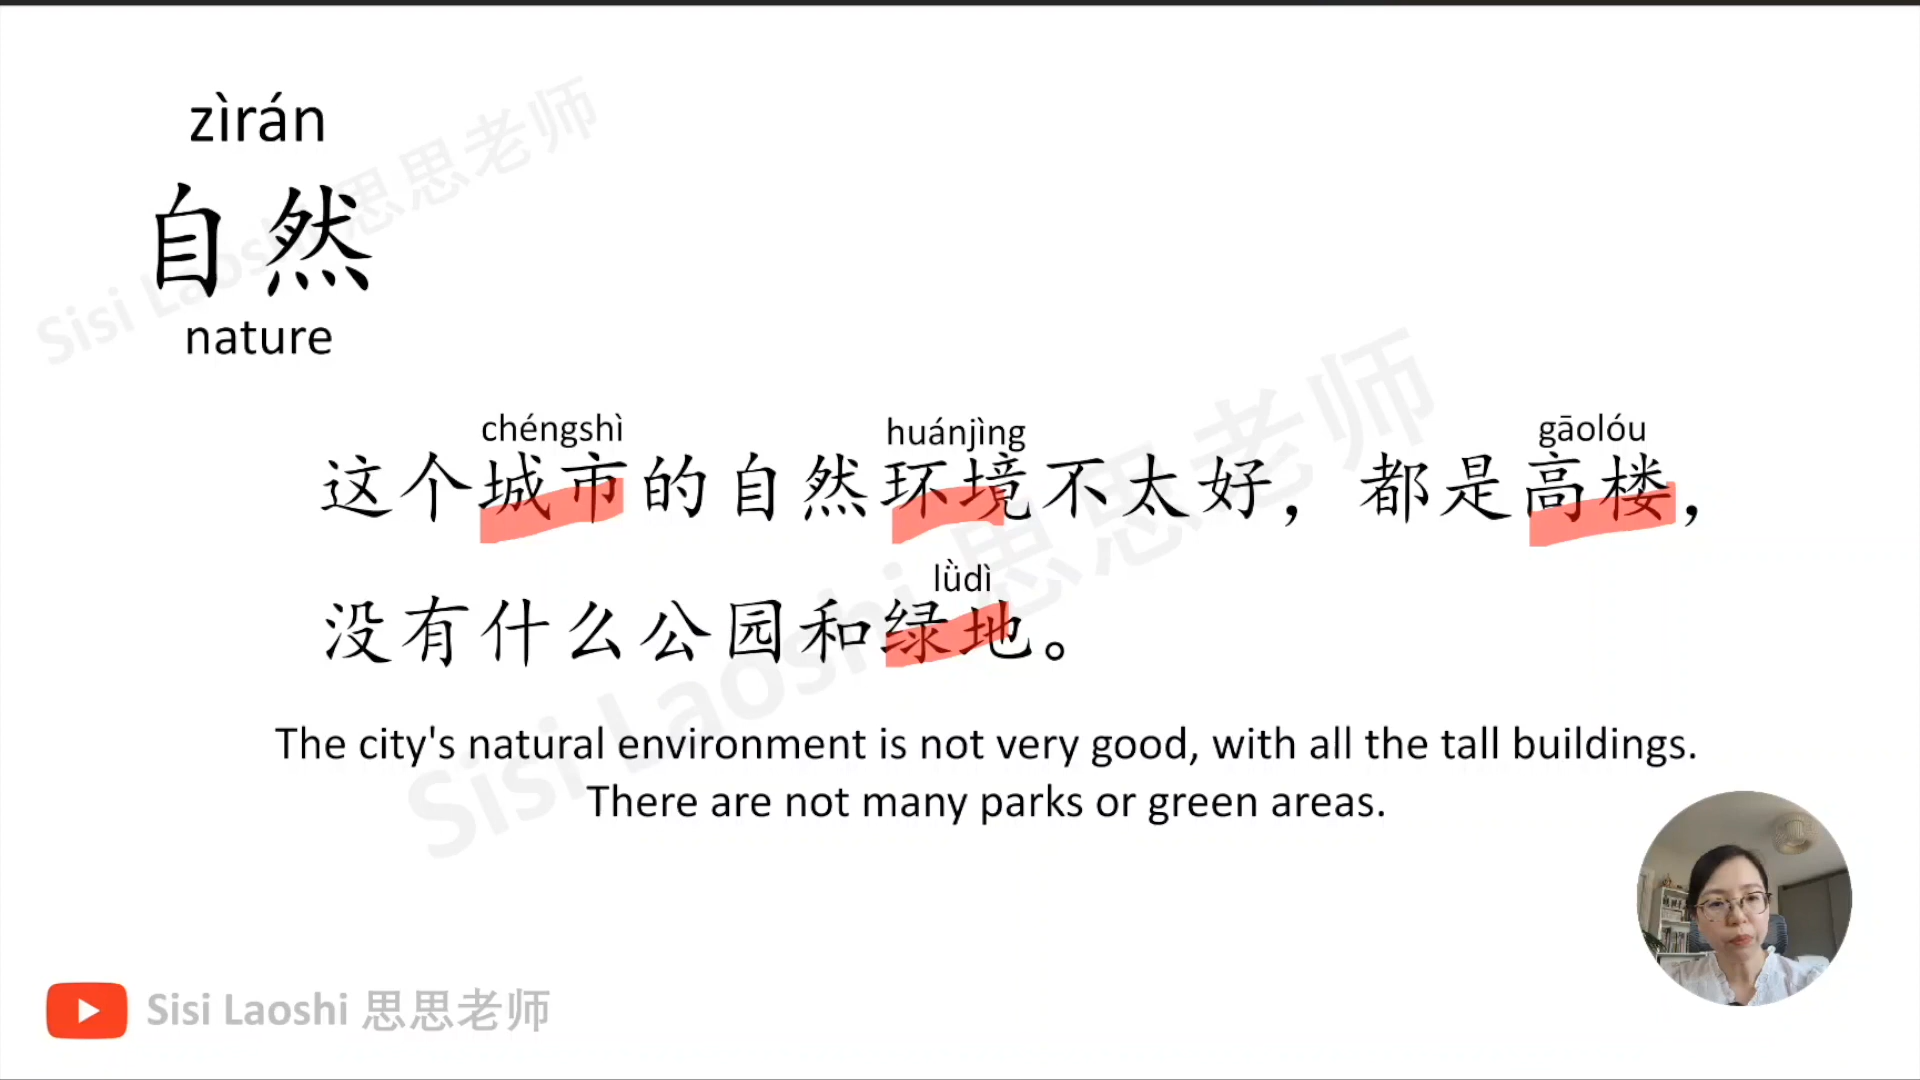 zìrán
自然
nature
chéngshì huánjìng gāolóu
这个城市的自然环境不太好，都是高楼，
lǜdì
没有什么公园和绿地。
The city's natural environment is not very good, with all the tall buildings.
There are not many parks or green areas.
Sisi Laoshi 思思老师
Sisi Laoshi 思思老师
Sisi Laoshi 思思老师